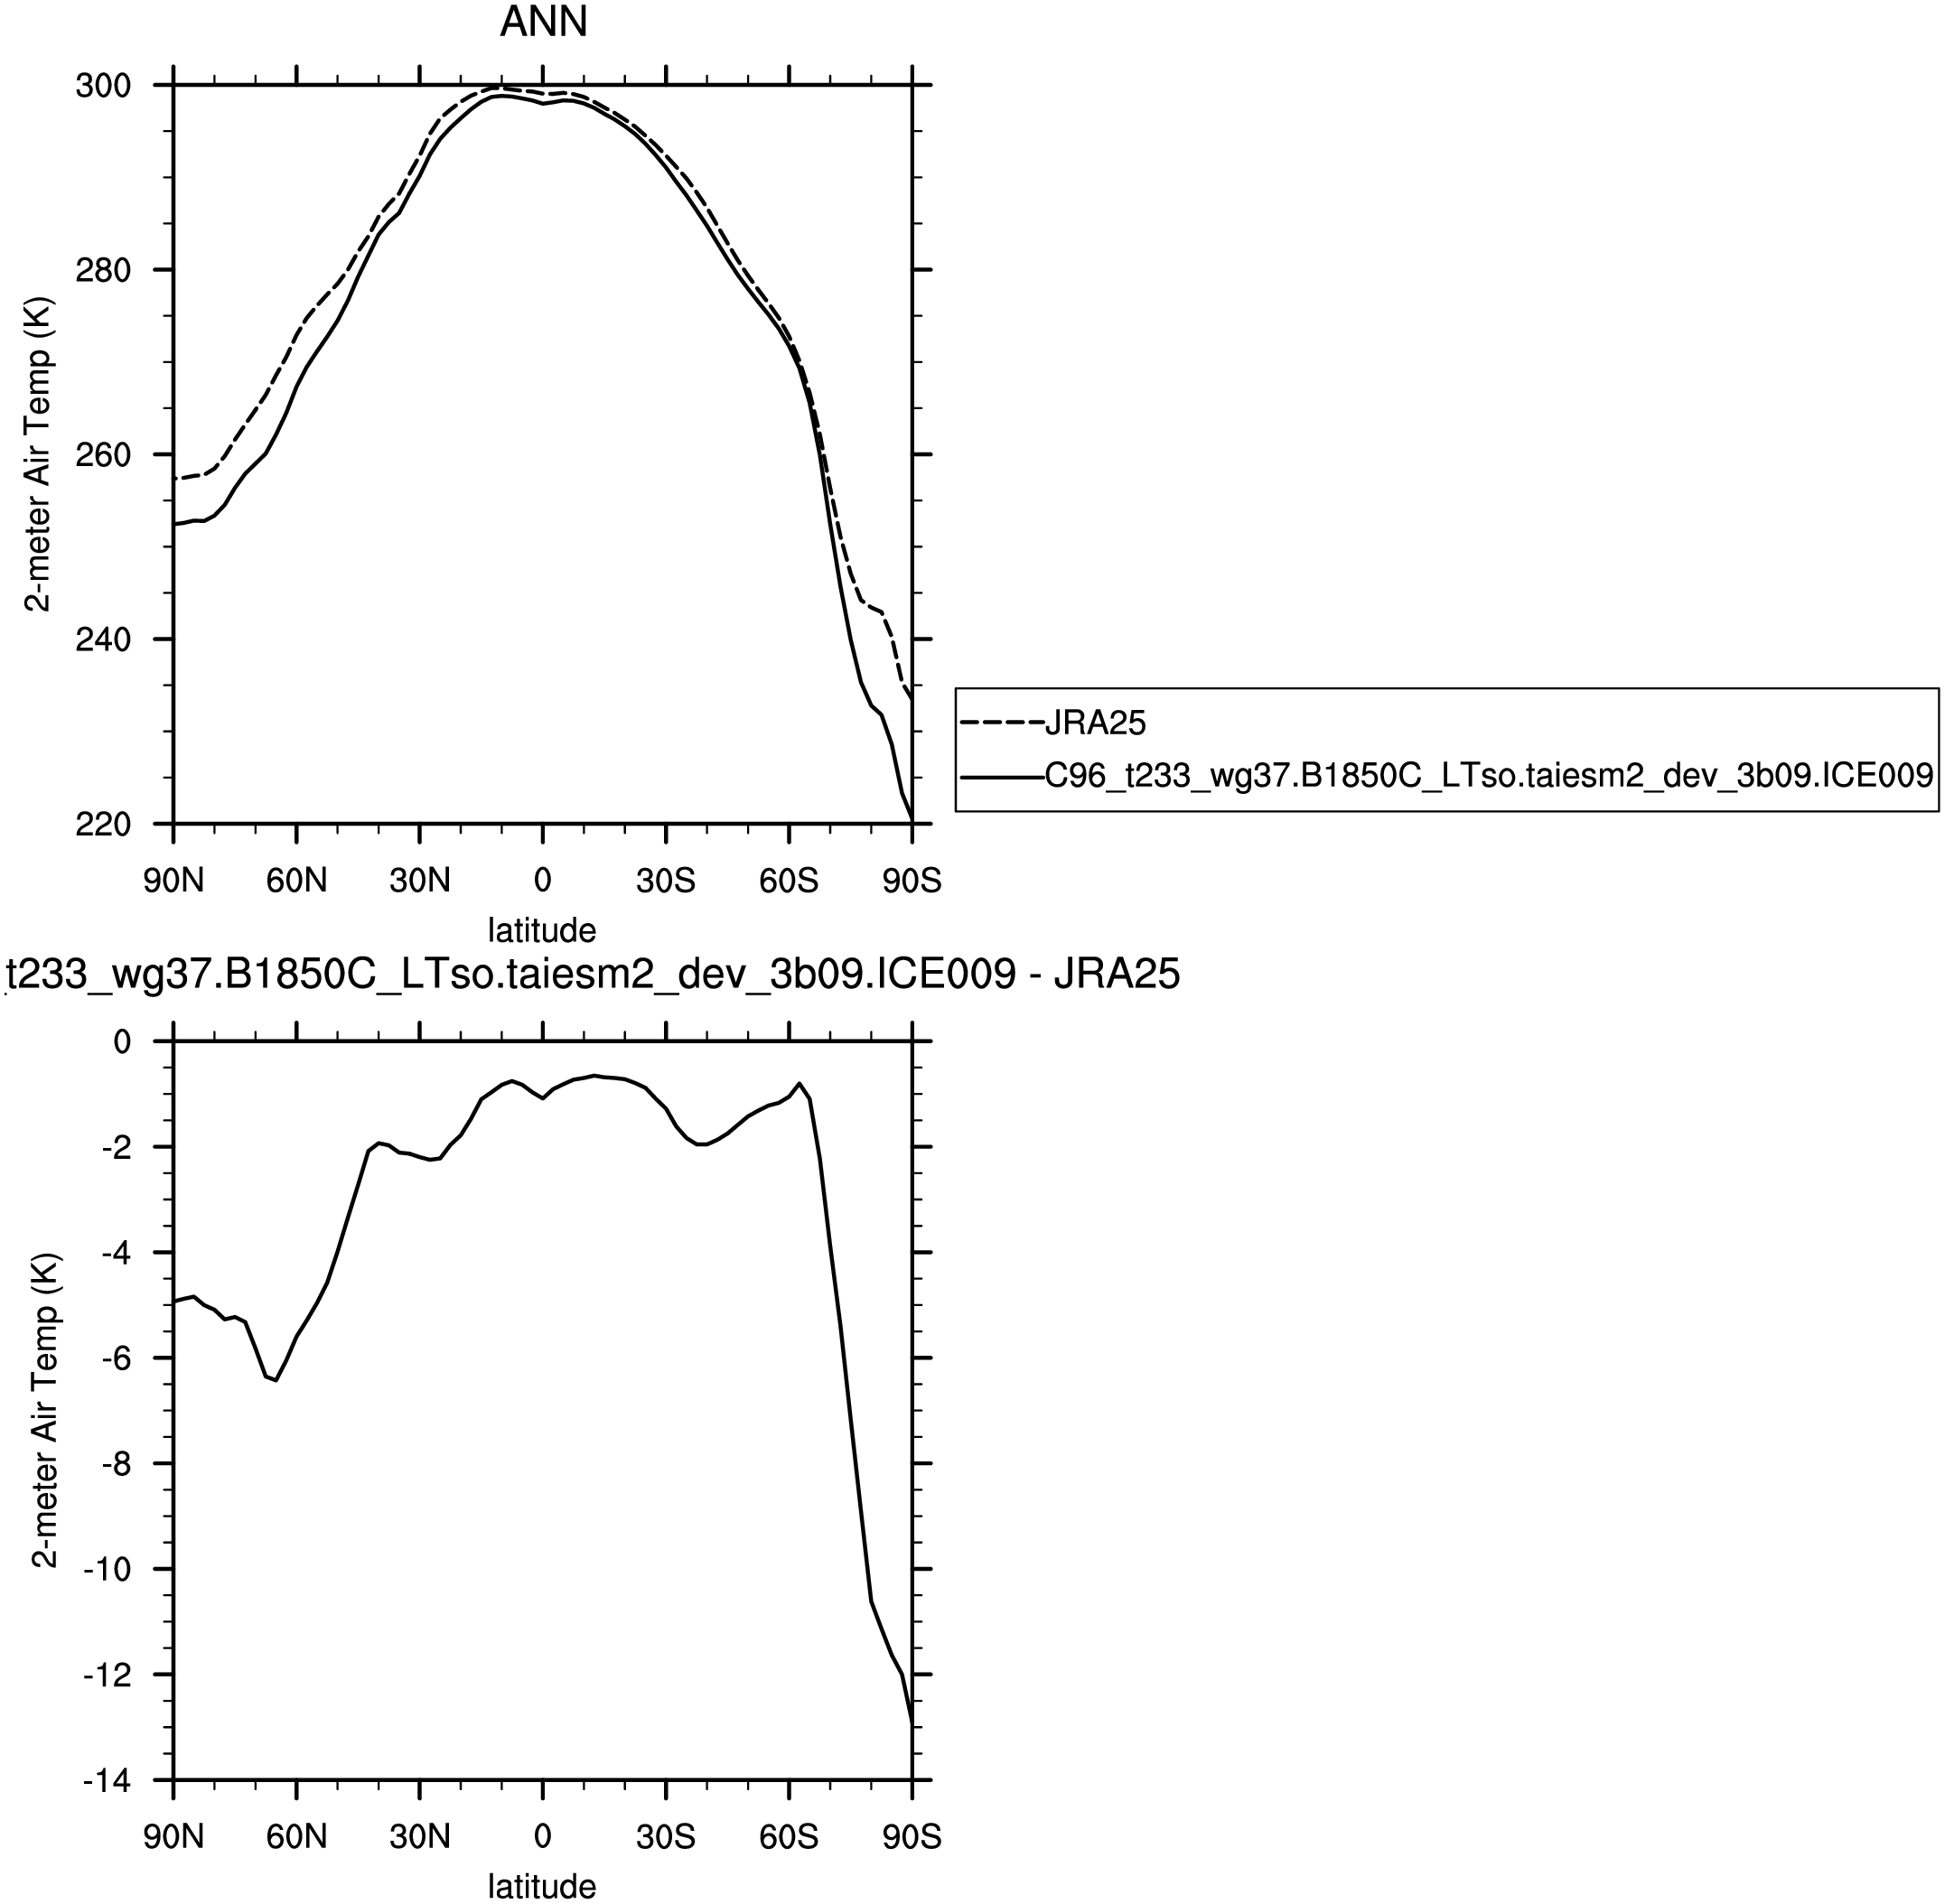 ANN
300
280
260
240
220
2-meter Air Temp (K)
90N 60N 30N 0 30S 60S 90S
latitude
JRA25
C96_t233_wg37.B1850C_LTso.taiesm2_dev_3b09.ICE009
t233_wg37.B1850C_LTso.taiesm2_dev_3b09.ICE009 - JRA25
0
-2
-4
-6
-8
-10
-12
-14
2-meter Air Temp (K)
90N 60N 30N 0 30S 60S 90S
latitude